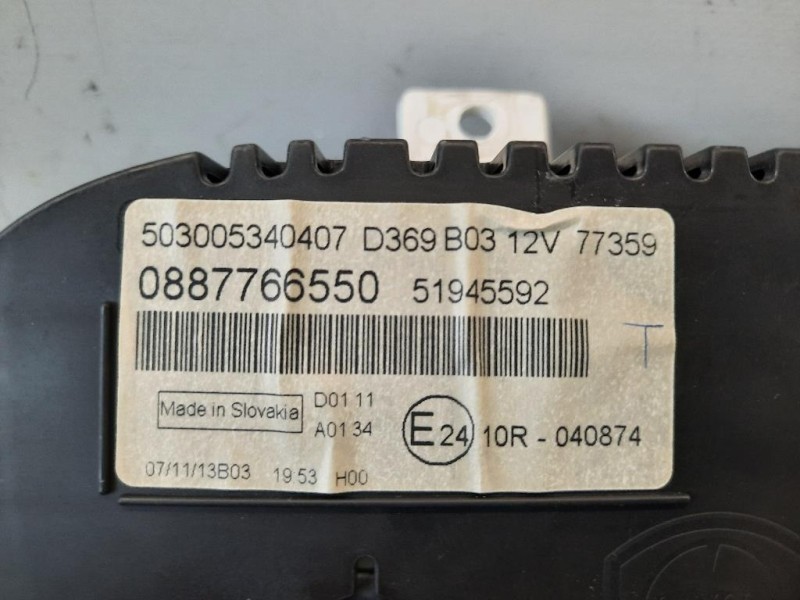 503005340407 D369 B03 12V 77359
0887766550 51945592
T
Made in Slovakia
D01 11
A01 34
E 24 10R - 040874
07/11/13B03 19 53 H00